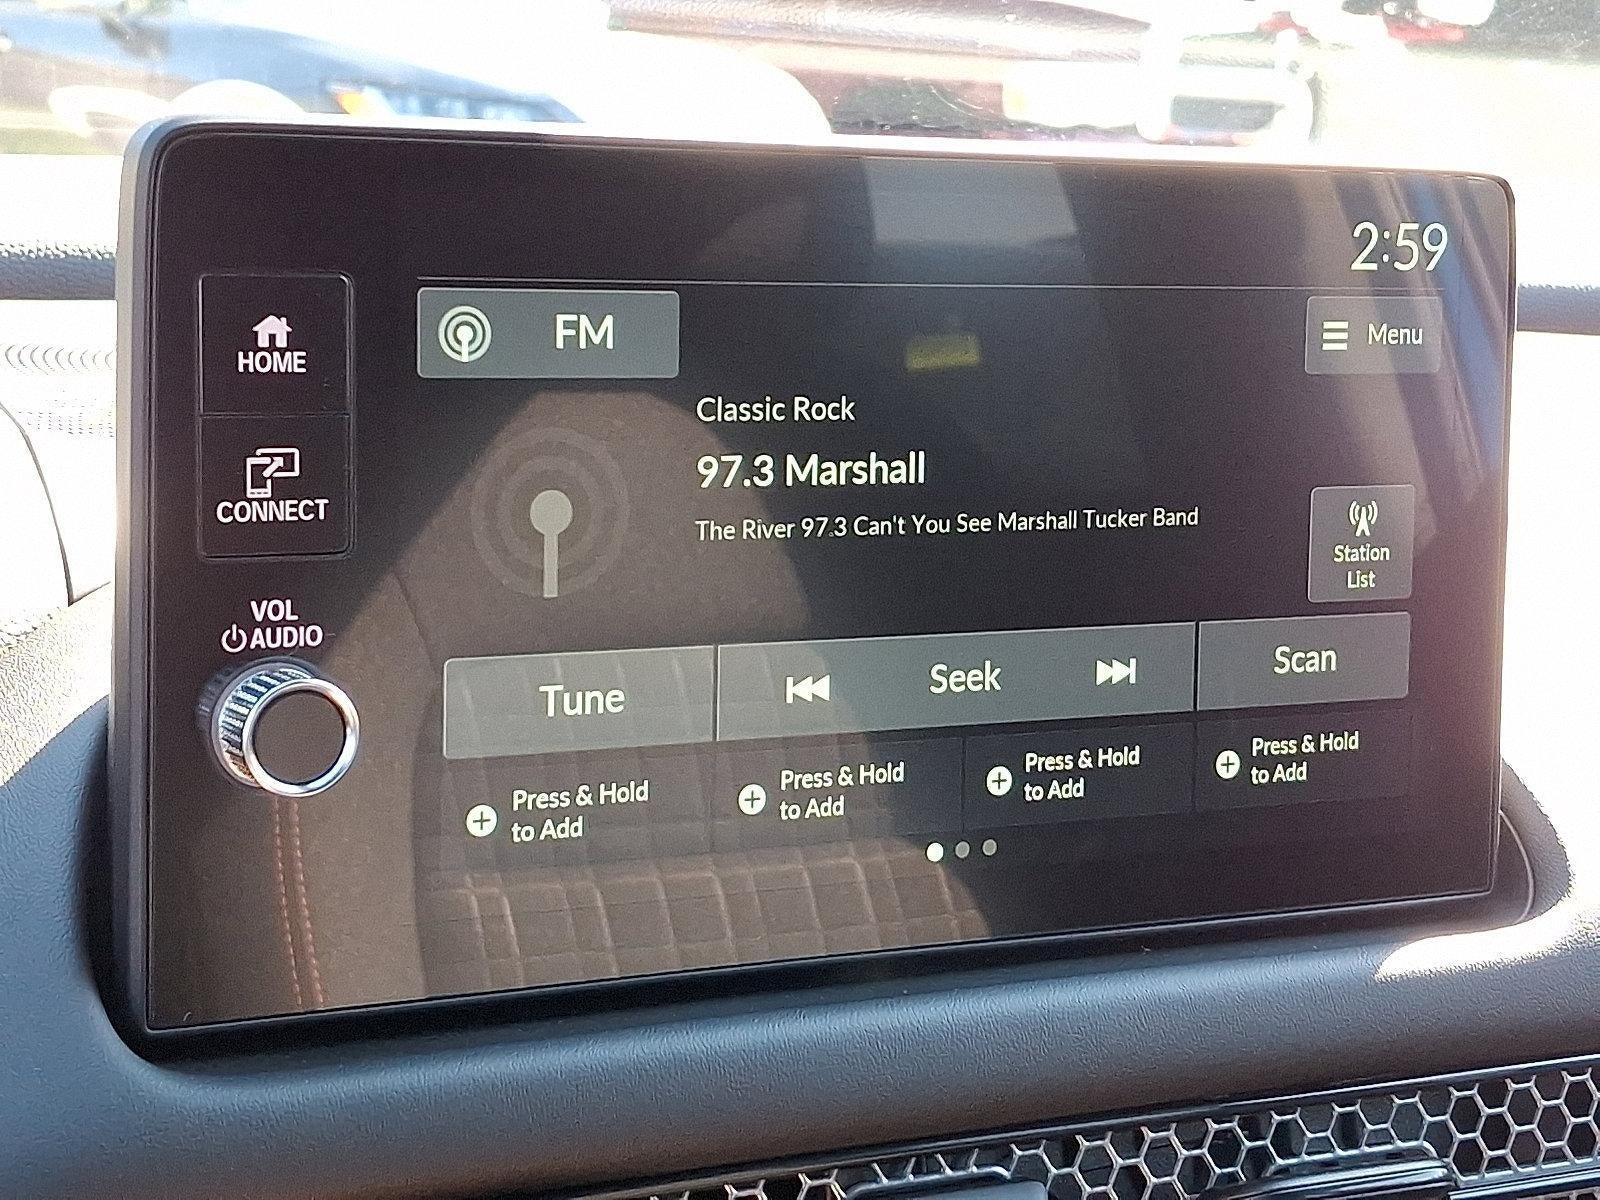 2:59
HOME
FM
Menu
Classic Rock
97.3 Marshall
The River 97.3 Can't You See Marshall Tucker Band
CONNECT
Station
List
VOL
AUDIO
Tune
Seek
Scan
Press & Hold
to Add
Press & Hold
to Add
Press & Hold
to Add
Press & Hold
to Add